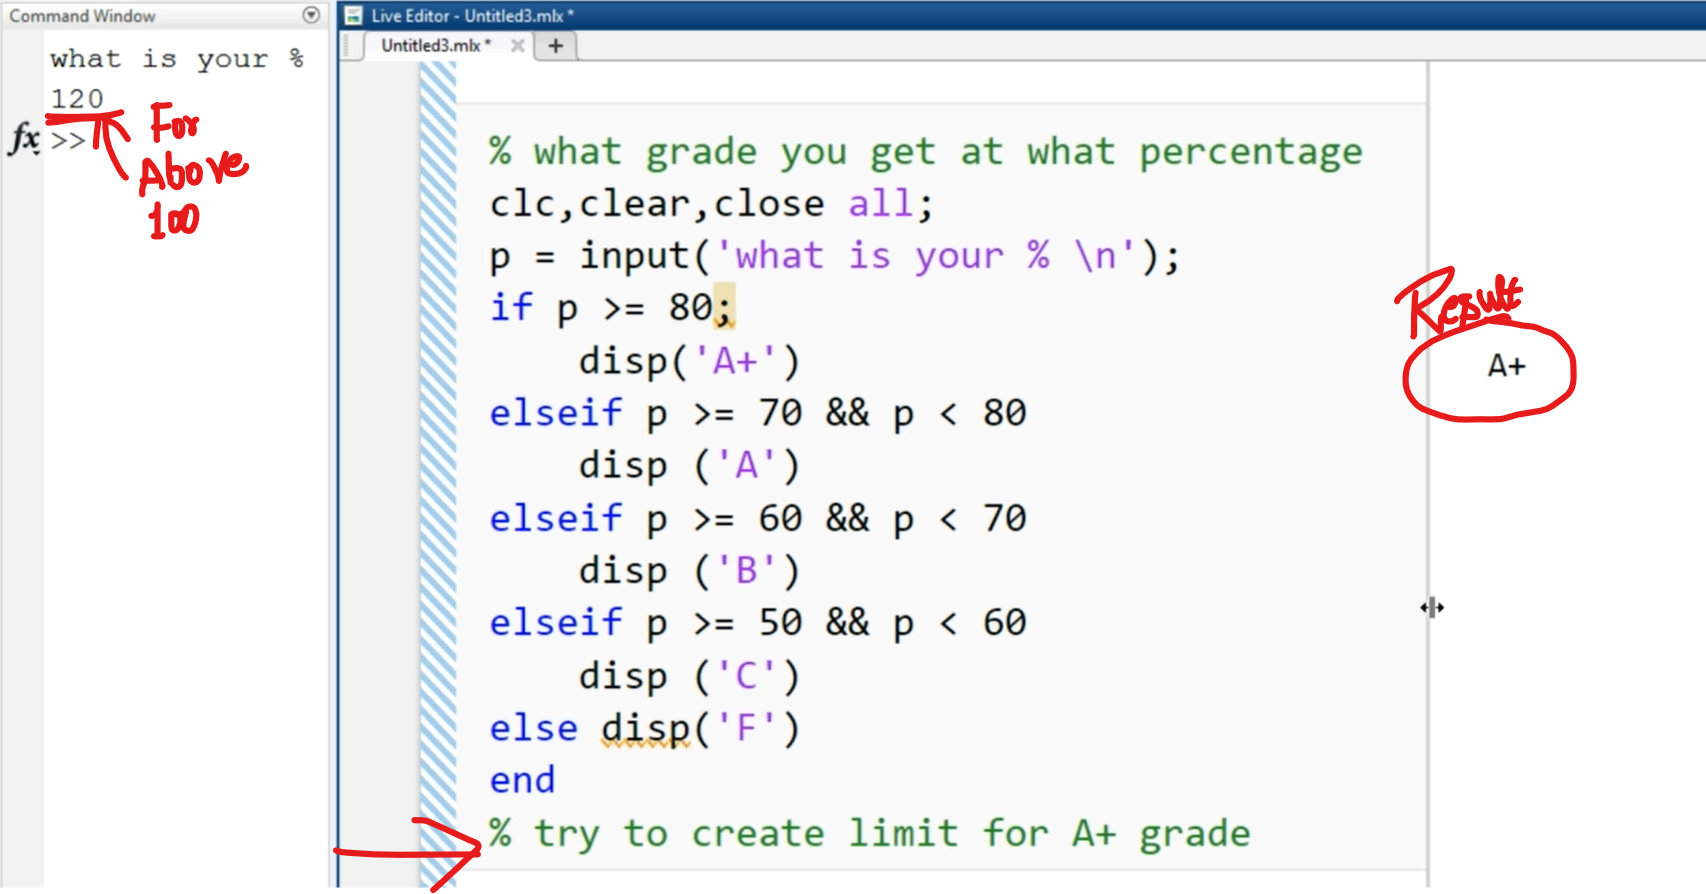 Command Window
what is your %
120
fx >>
For
Above
100
Live Editor - Untitled3.mlx *
Untitled3.mlx * × +
% what grade you get at what percentage
clc,clear,close all;
p = input('what is your % \n');
if p >= 80;
disp('A+')
elseif p >= 70 && p < 80
disp ('A')
elseif p >= 60 && p < 70
disp ('B')
elseif p >= 50 && p < 60
disp ('C')
else disp('F')
end
% try to create limit for A+ grade
Result
A+